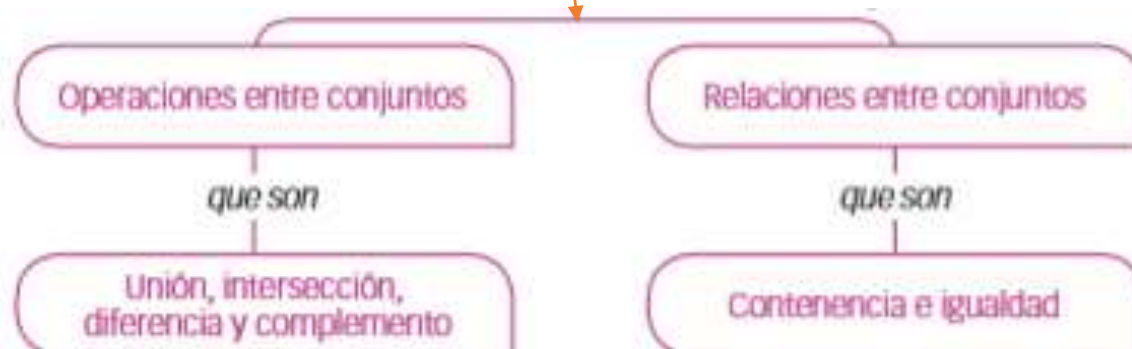 Operaciones entre conjuntos
Relaciones entre conjuntos
que son
que son
Unión, intersección,
diferencia y complemento
Contenencia e igualdad